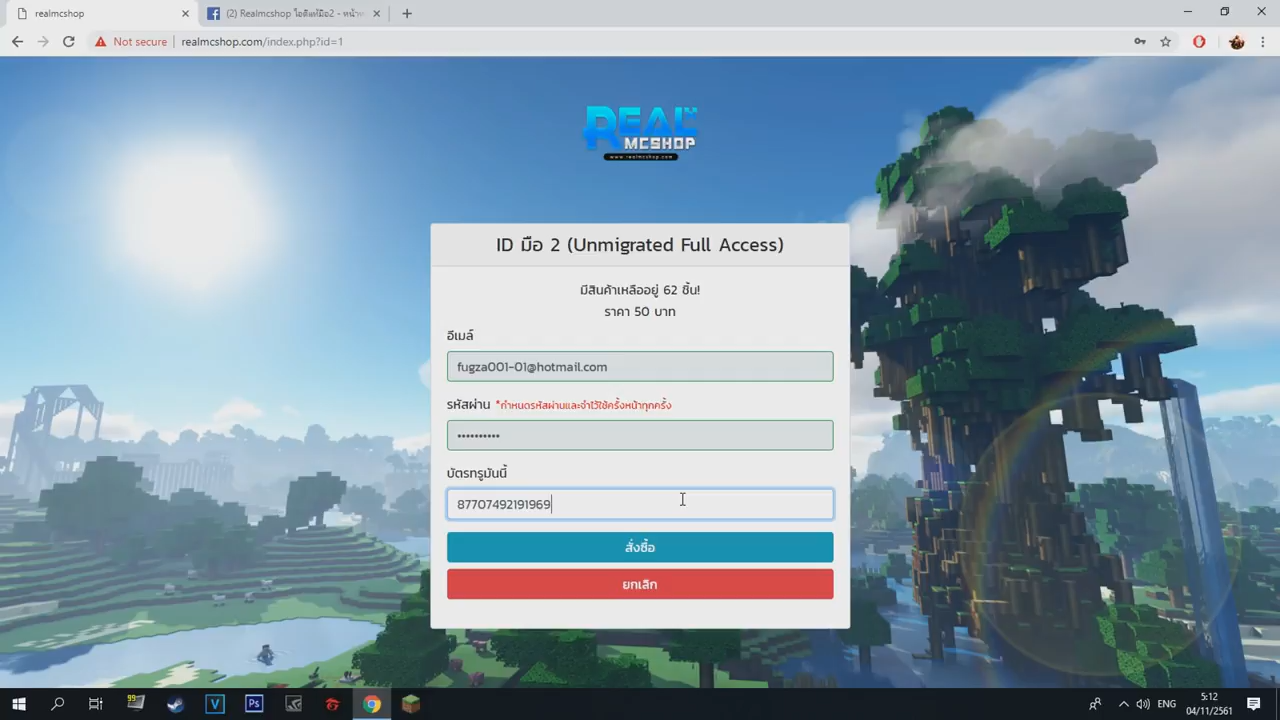 realmcshop
(2) Realmcshop ไอดีแท้มือ2 - หน้าห
Not secure
realmcshop.com/index.php?id=1
REAL
MCSHOP
www.realmcshop.com
ID มือ 2 (Unmigrated Full Access)
มีสินค้าเหลืออยู่ 62 ชิ้น!
ราคา 50 บาท
อีเมล์
fugza001-01@hotmail.com
รหัสผ่าน *กำหนดรหัสผ่านและจำไว้ใช้ครั้งหน้าทุกครั้ง
••••••••••
บัตรทรูมันนี้
87707492191969
สั่งซื้อ
ยกเลิก
99
V
Ps
ENG
5:12
04/11/2561